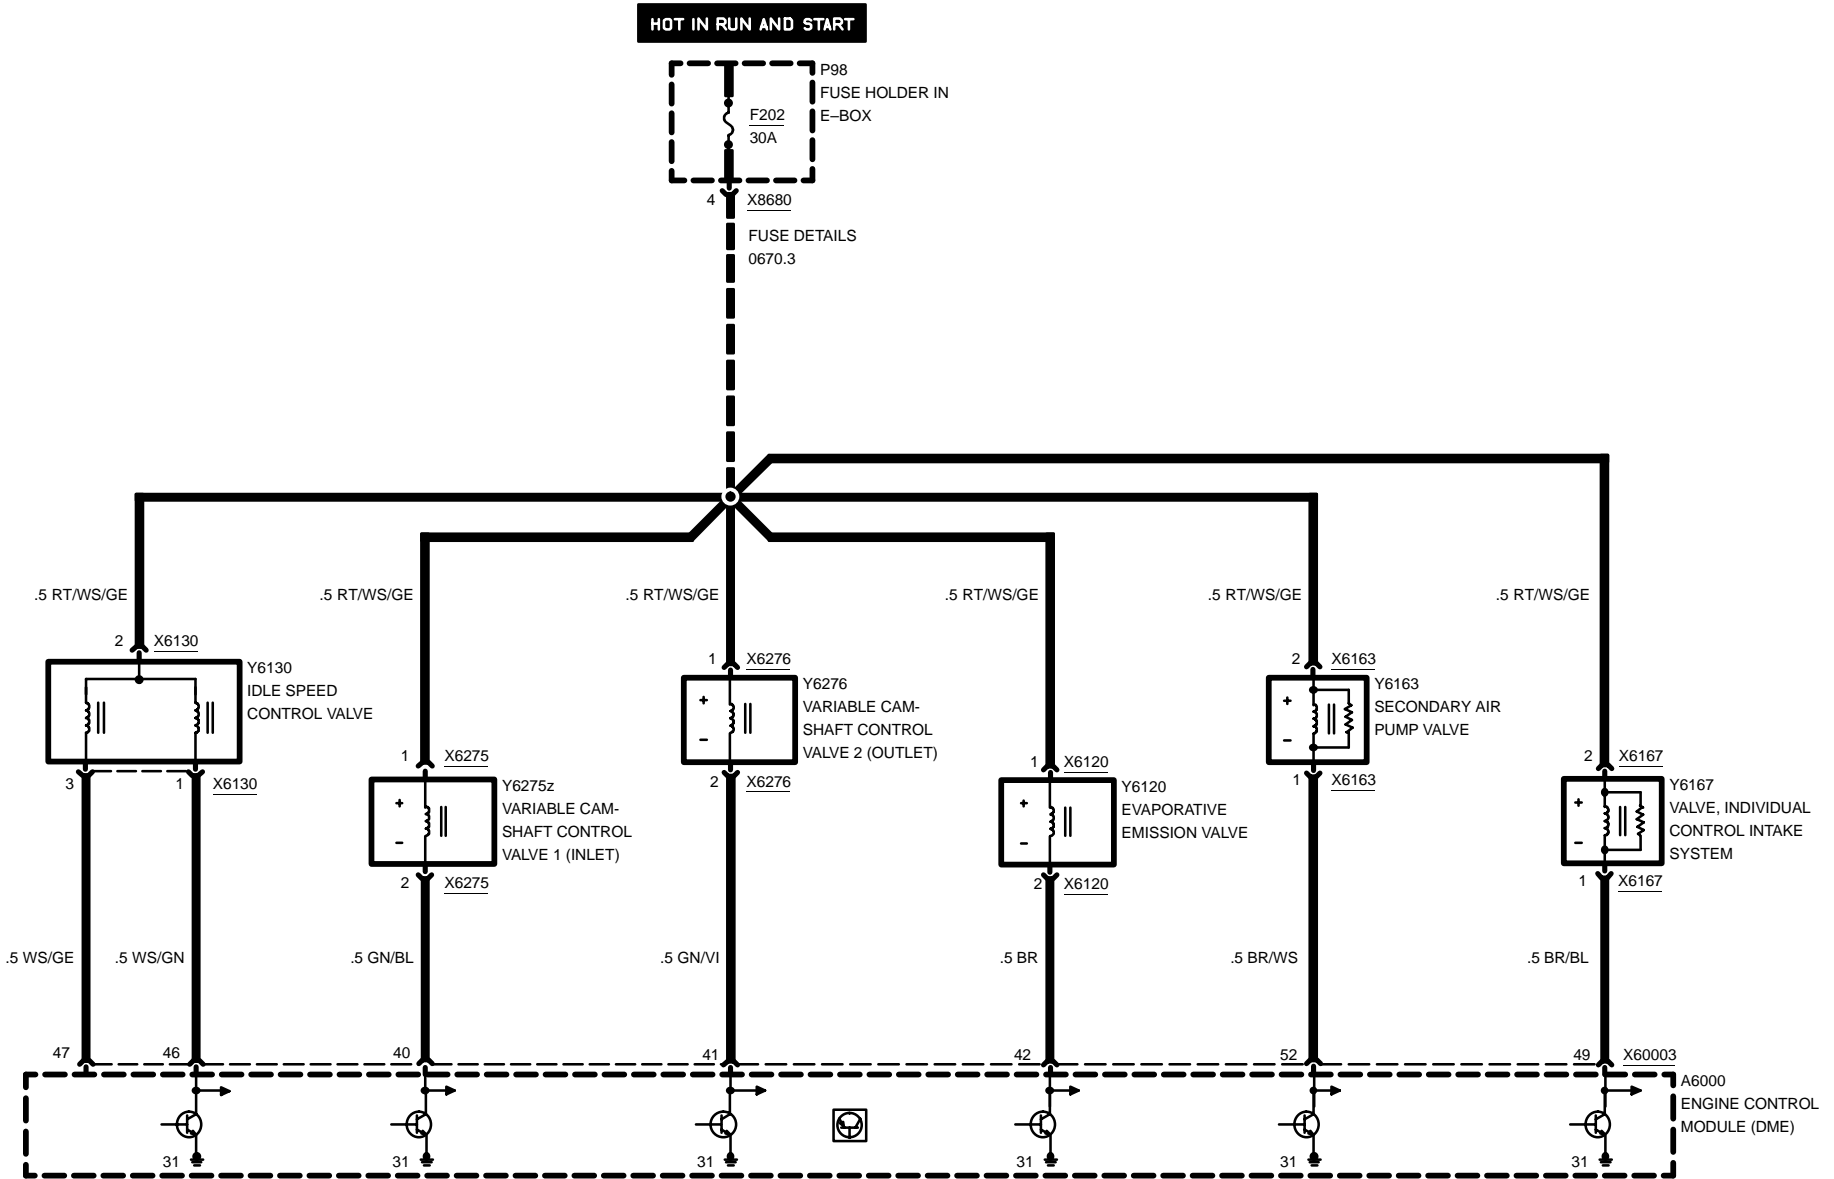 HOT IN RUN AND START
P98
FUSE HOLDER IN
E–BOX
F202
30A
4 X8680
FUSE DETAILS
0670.3
.5 RT/WS/GE .5 RT/WS/GE .5 RT/WS/GE .5 RT/WS/GE .5 RT/WS/GE .5 RT/WS/GE
2 X6130
Y6130
IDLE SPEED
CONTROL VALVE
3 1 X6130
1 X6275
Y6275z
VARIABLE CAM-
SHAFT CONTROL
VALVE 1 (INLET)
+
–
2 X6275
1 X6276
Y6276
VARIABLE CAM-
SHAFT CONTROL
VALVE 2 (OUTLET)
+
–
2 X6276
1 X6120
Y6120
EVAPORATIVE
EMISSION VALVE
+
–
2 X6120
2 X6163
Y6163
SECONDARY AIR
PUMP VALVE
+
–
1 X6163
2 X6167
Y6167
VALVE, INDIVIDUAL
CONTROL INTAKE
SYSTEM
+
–
1 X6167
.5 WS/GE .5 WS/GN .5 GN/BL .5 GN/VI .5 BR .5 BR/WS .5 BR/BL
47 46 40 41 42 52 49 X60003
A6000
ENGINE CONTROL
MODULE (DME)
31 31 31 31 31 31